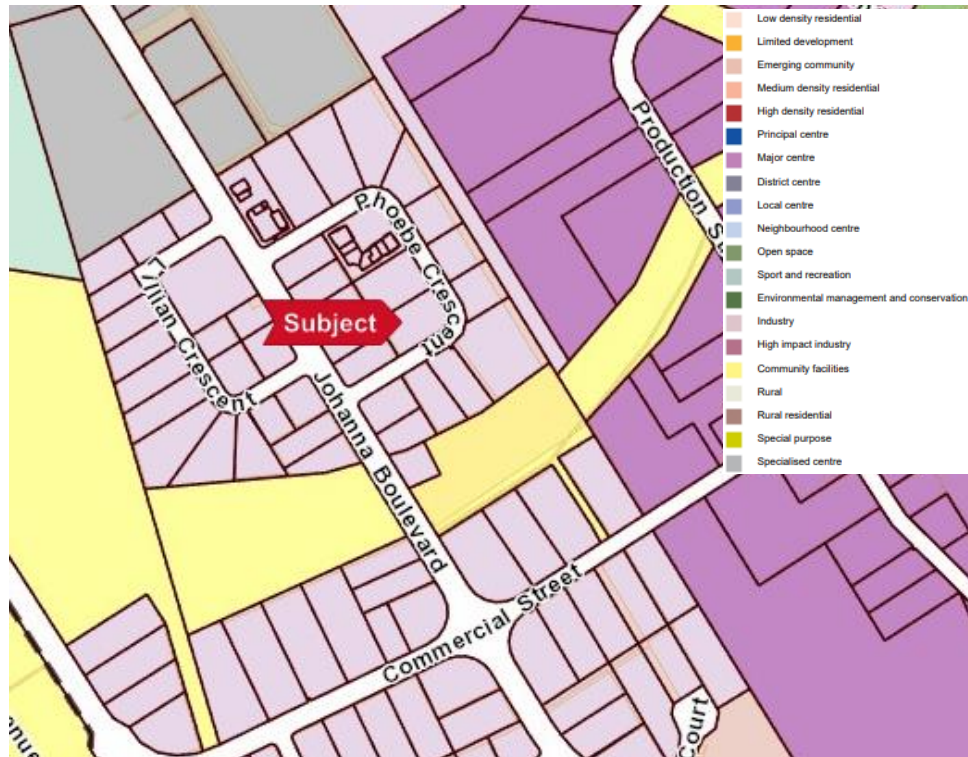 Low density residential
Limited development
Emerging community
Medium density residential
High density residential
Principal centre
Major centre
District centre
Local centre
Neighbourhood centre
Open space
Sport and recreation
Environmental management and conservation
Industry
High impact industry
Community facilities
Rural
Rural residential
Special purpose
Specialised centre
Production
Phoebe Crescent
Lilian Crescent
Subject
Johanna Boulevard
Commercial Street
Court